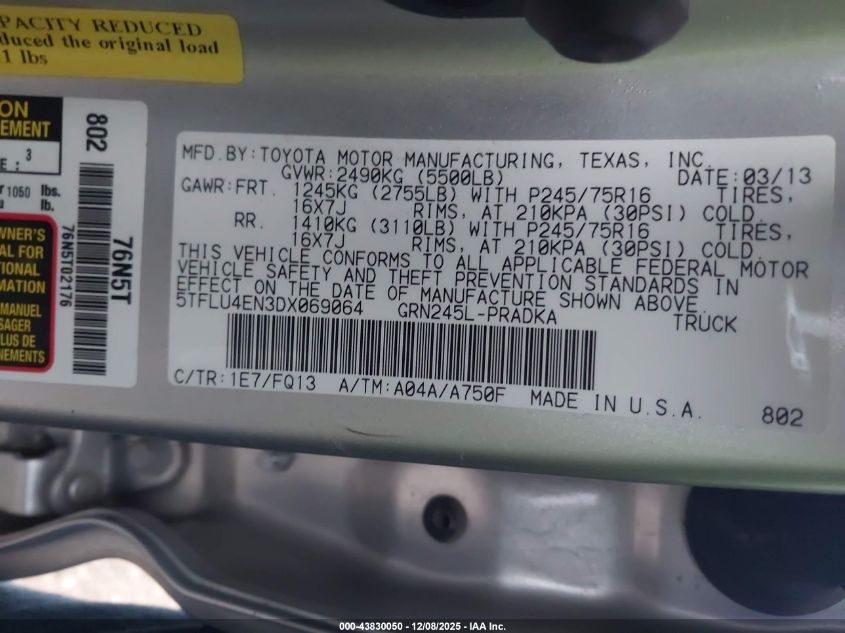 PACITY REDUCED
duced the original load
1 lbs
ON
EMENT
3
E :
1050 lbs.
lb.
WNER'S
AL FOR
TIONAL
RMATION
MANUEL
SAGER
PLUS DE
NEMENTS
802
76N5T
76N5T02176
MFD. BY: TOYOTA MOTOR MANUFACTURING, TEXAS, INC.
GVWR: 2490KG (5500LB) DATE: 03/13
GAWR: FRT. 1245KG (2755LB) WITH P245/75R16 TIRES,
16X7J RIMS, AT 210KPA (30PSI) COLD.
RR. 1410KG (3110LB) WITH P245/75R16 TIRES,
16X7J RIMS, AT 210KPA (30PSI) COLD.
THIS VEHICLE CONFORMS TO ALL APPLICABLE FEDERAL MOTOR
VEHICLE SAFETY AND THEFT PREVENTION STANDARDS IN
EFFECT ON THE DATE OF MANUFACTURE SHOWN ABOVE.
5TFLU4EN3DX069064 GRN245L-PRADKA TRUCK
C/TR: 1E7/FQ13 A/TM: A04A/A750F MADE IN U.S.A.
802
000-43830050 - 12/08/2025 - IAA Inc.